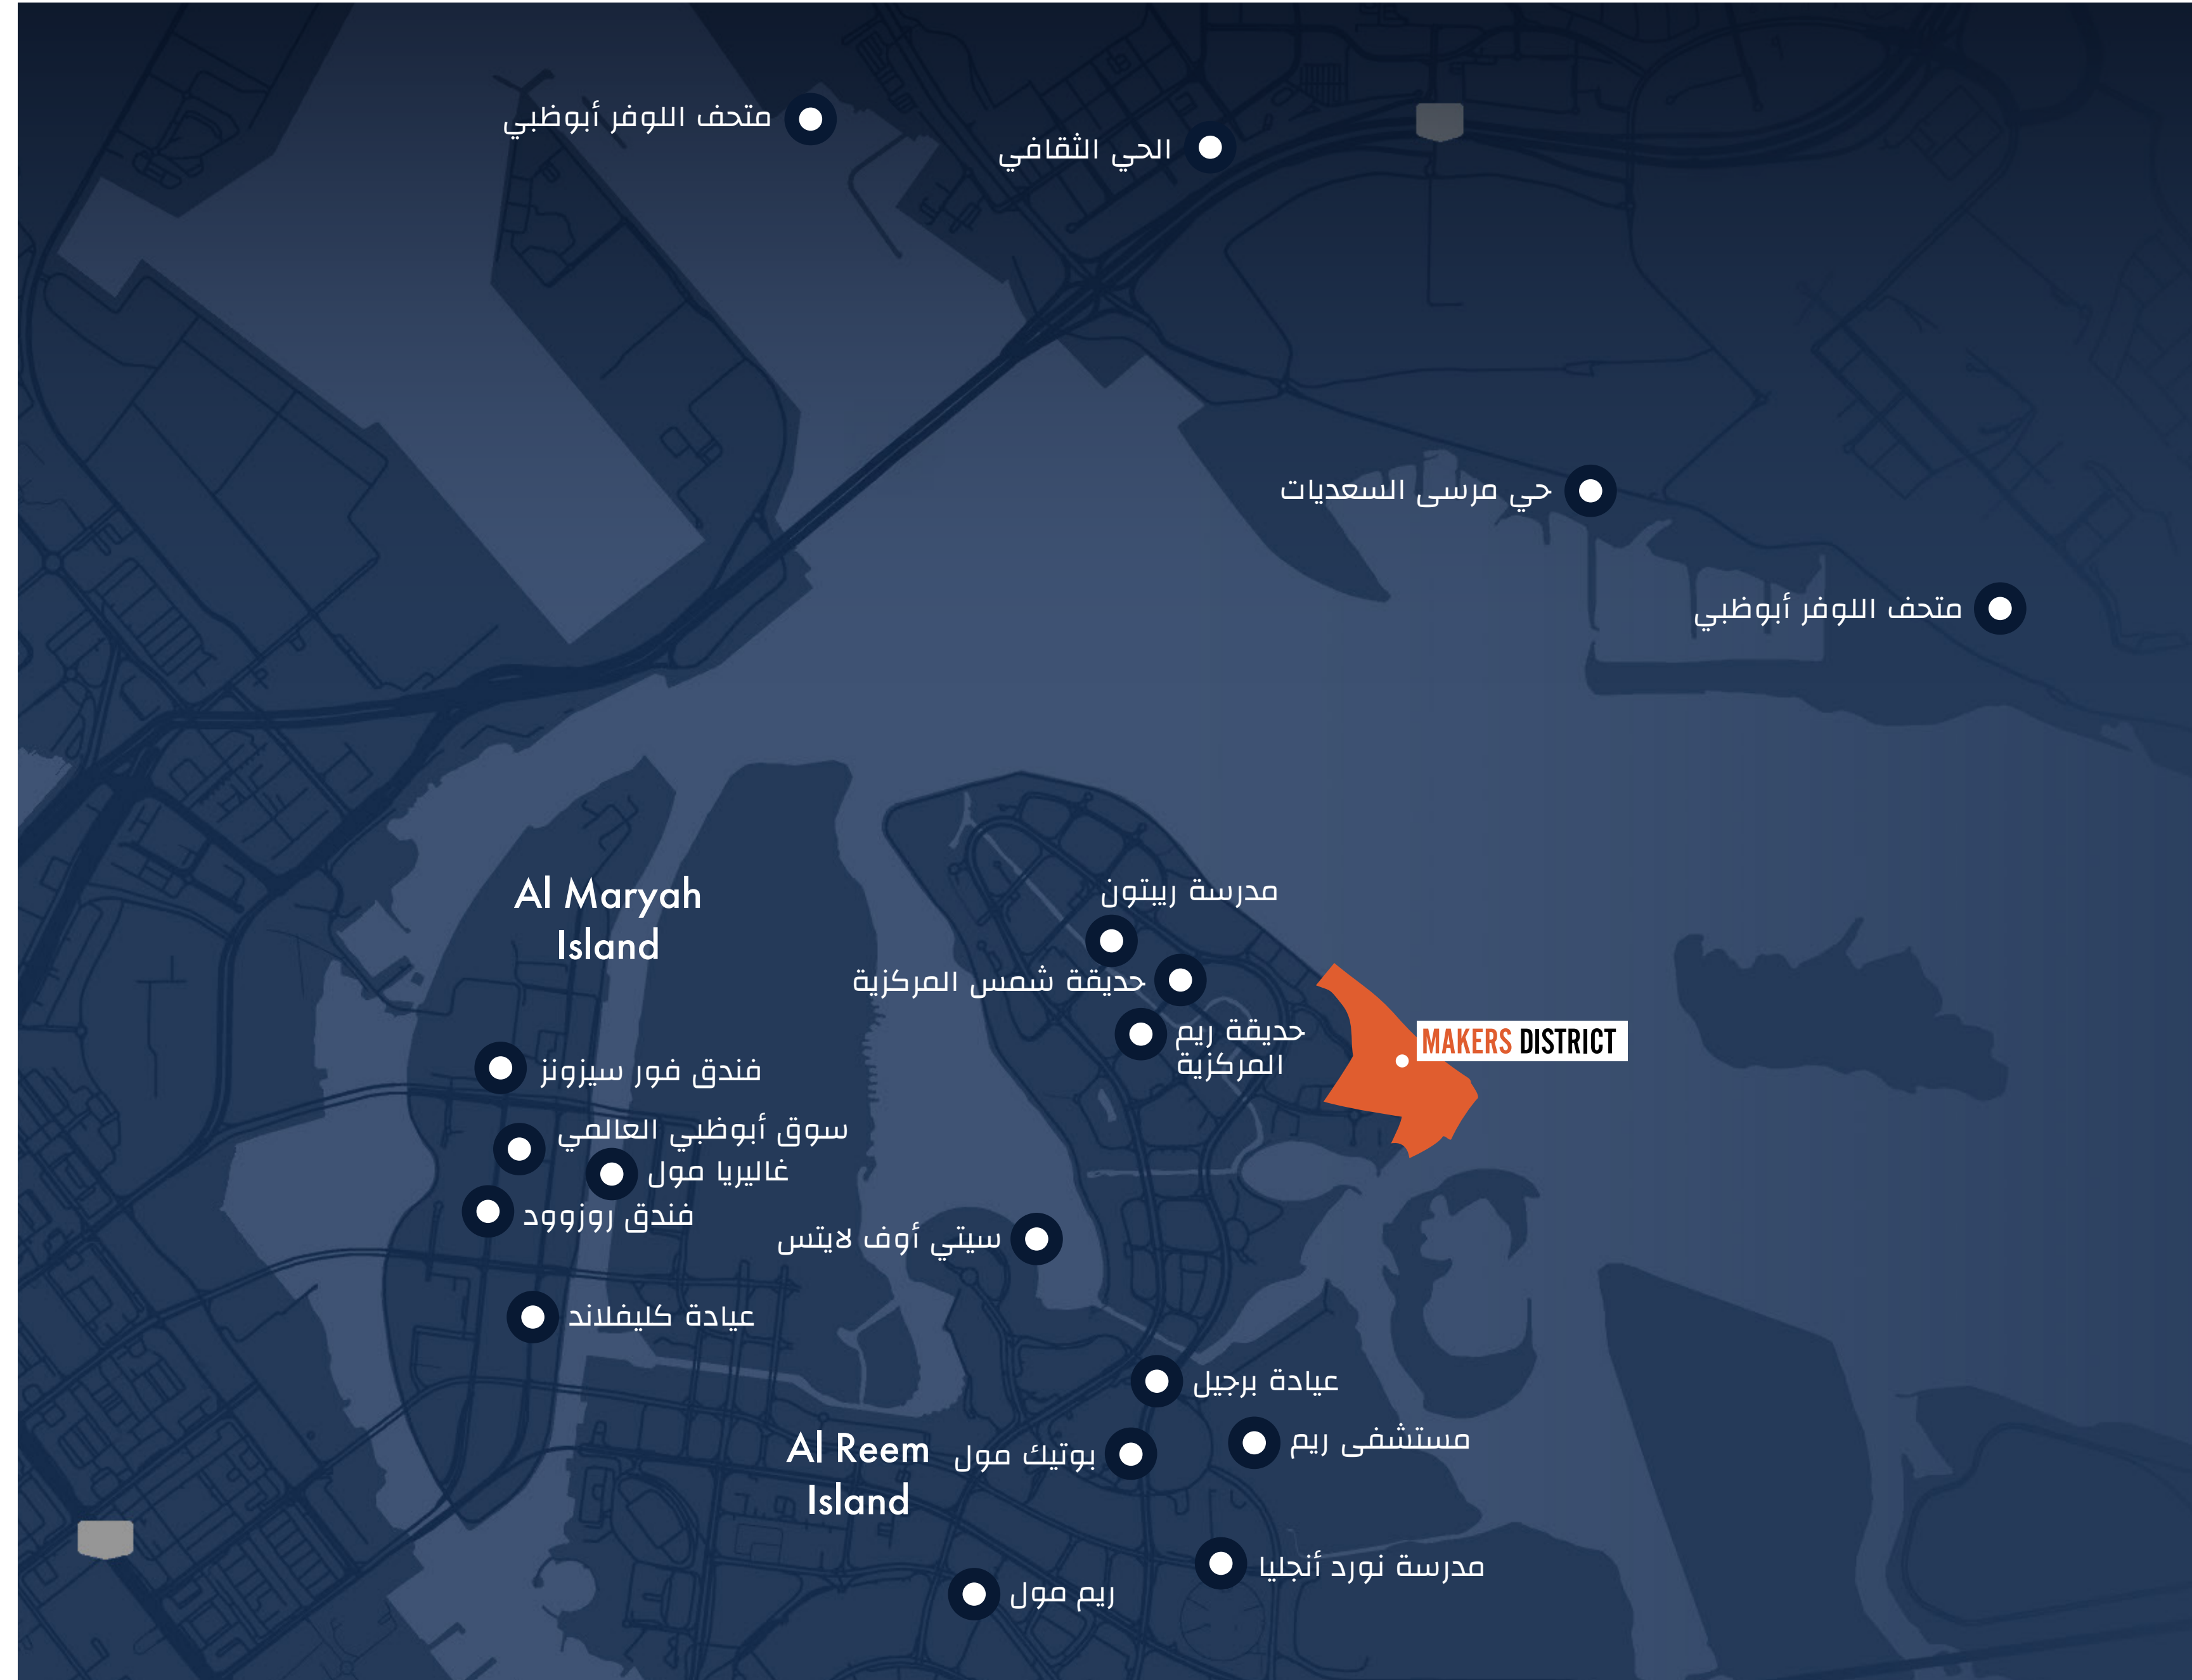 متحف اللوفر أبوظبي
الحي الثقافي
حي مرسى السعديات
متحف اللوفر أبوظبي
Al Maryah
Island
مدرسة ريبتون
حديقة شمس المركزية
حديقة ريم
المركزية
MAKERS DISTRICT
فندق فور سيزونز
سوق أبوظبي العالمي
غاليريا مول
فندق روزوود
سيتي أوف لايتس
عيادة كليفلاند
عيادة برجيل
مستشفى ريم
بوتيك مول
Al Reem
Island
مدرسة نورد أنجليا
ريم مول